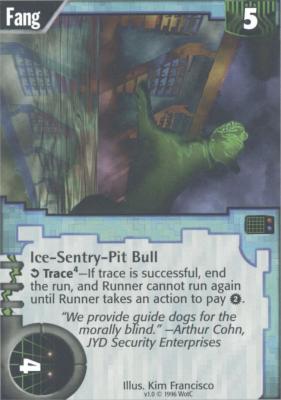 Fang
5
Ice-Sentry-Pit Bull
Trace⁴—If trace is successful, end
the run, and Runner cannot run again
until Runner takes an action to pay ❷.
"We provide guide dogs for the
morally blind." —Arthur Cohn,
JYD Security Enterprises
4
Illus. Kim Francisco
v1.0 © 1996 WotC